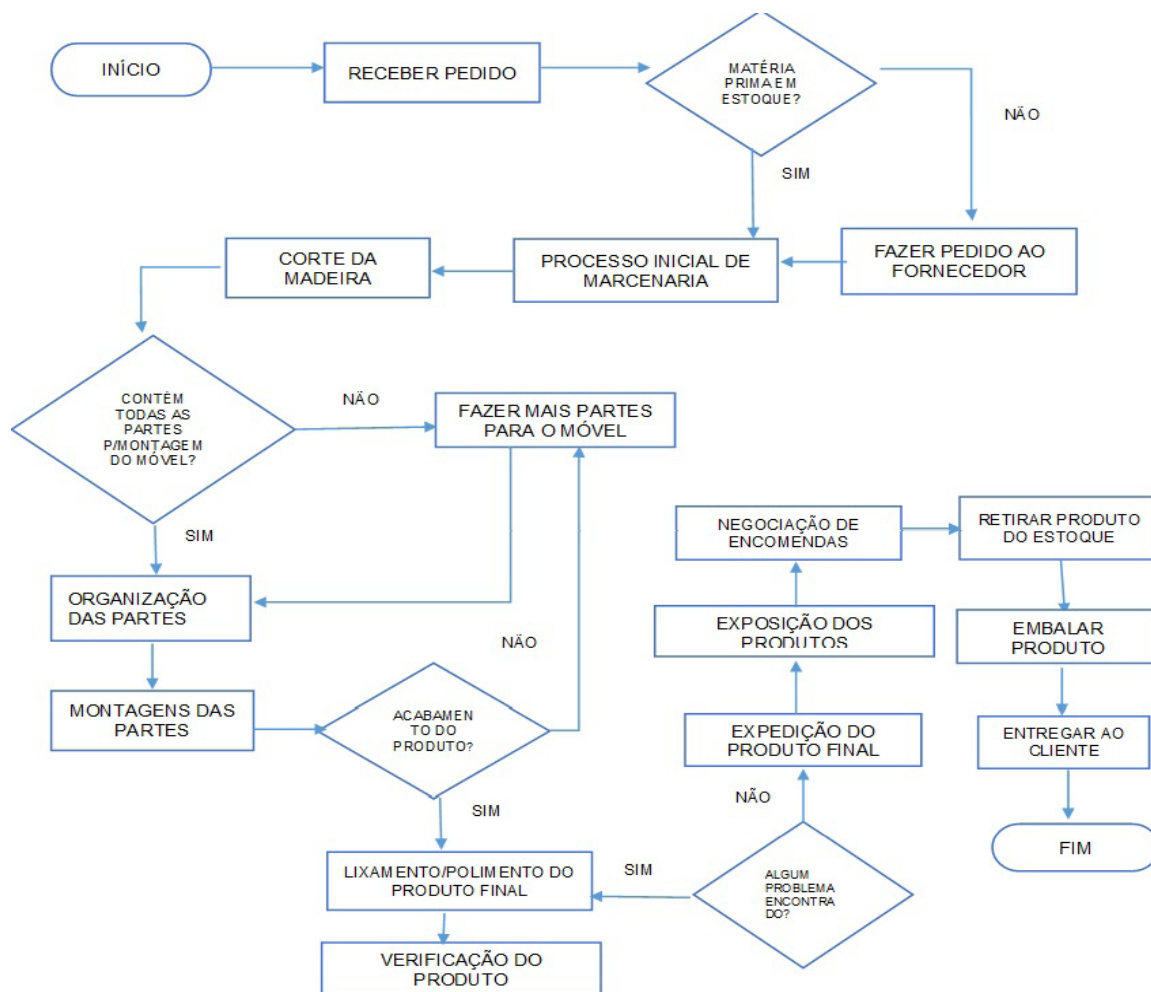 INÍCIO
RECEBER PEDIDO
MATÉRIA
PRIMA EM
ESTOQUE?
NÃO
SIM
FAZER PEDIDO AO
FORNECEDOR
PROCESSO INICIAL DE
MARCENARIA
CORTE DA
MADEIRA
CONTÉM
TODAS AS
PARTES
P/MONTAGEM
DO MÓVEL?
NÃO
FAZER MAIS PARTES
PARA O MÓVEL
SIM
ORGANIZAÇÃO
DAS PARTES
MONTAGENS DAS
PARTES
ACABAMEN
TO DO
PRODUTO?
NÃO
SIM
LIXAMENTO/POLIMENTO DO
PRODUTO FINAL
VERIFICAÇÃO DO
PRODUTO
ALGUM
PROBLEMA
ENCONTRA
DO?
SIM
NÃO
EXPEDIÇÃO DO
PRODUTO FINAL
EXPOSIÇÃO DOS
PRODUTOS
NEGOCIAÇÃO DE
ENCOMENDAS
RETIRAR PRODUTO
DO ESTOQUE
EMBALAR
PRODUTO
ENTREGAR AO
CLIENTE
FIM